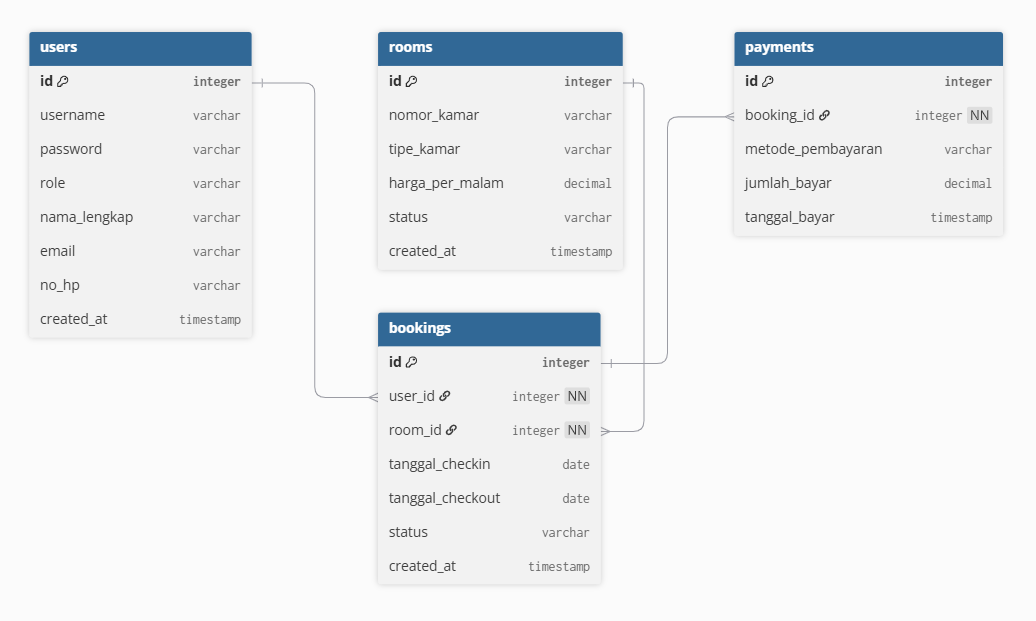 users
id integer
username varchar
password varchar
role varchar
nama_lengkap varchar
email varchar
no_hp varchar
created_at timestamp
rooms
id integer
nomor_kamar varchar
tipe_kamar varchar
harga_per_malam decimal
status varchar
created_at timestamp
payments
id integer
booking_id integer NN
metode_pembayaran varchar
jumlah_bayar decimal
tanggal_bayar timestamp
bookings
id integer
user_id integer NN
room_id integer NN
tanggal_checkin date
tanggal_checkout date
status varchar
created_at timestamp